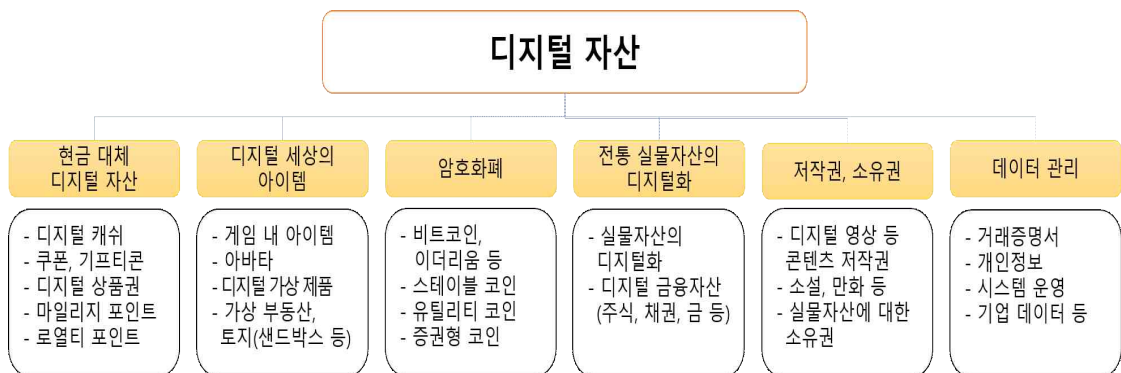 디지털 자산
현금 대체
디지털 자산
- 디지털 캐쉬
- 쿠폰, 기프티콘
- 디지털 상품권
- 마일리지 포인트
- 로열티 포인트
디지털 세상의
아이템
- 게임 내 아이템
- 아바타
- 디지털 가상 제품
- 가상 부동산,
토지(샌드박스 등)
암호화폐
- 비트코인,
이더리움 등
- 스테이블 코인
- 유틸리티 코인
- 증권형 코인
전통 실물자산의
디지털화
- 실물자산의
디지털화
- 디지털 금융자산
(주식, 채권, 금 등)
저작권, 소유권
- 디지털 영상 등
콘텐츠 저작권
- 소설, 만화 등
- 실물자산에 대한
소유권
데이터 관리
- 거래증명서
- 개인정보
- 시스템 운영
- 기업 데이터 등